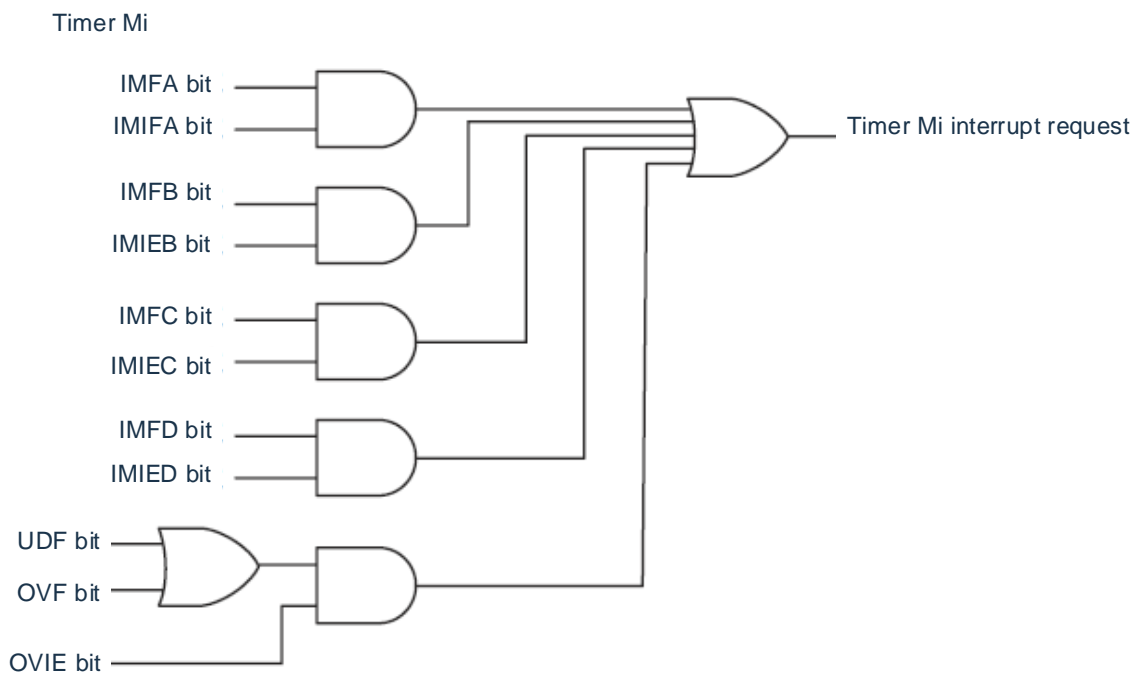 Timer Mi
IMFA bit
IMIFA bit
Timer Mi interrupt request
IMFB bit
IMIEB bit
IMFC bit
IMIEC bit
IMFD bit
IMIED bit
UDF bit
OVF bit
OVIE bit